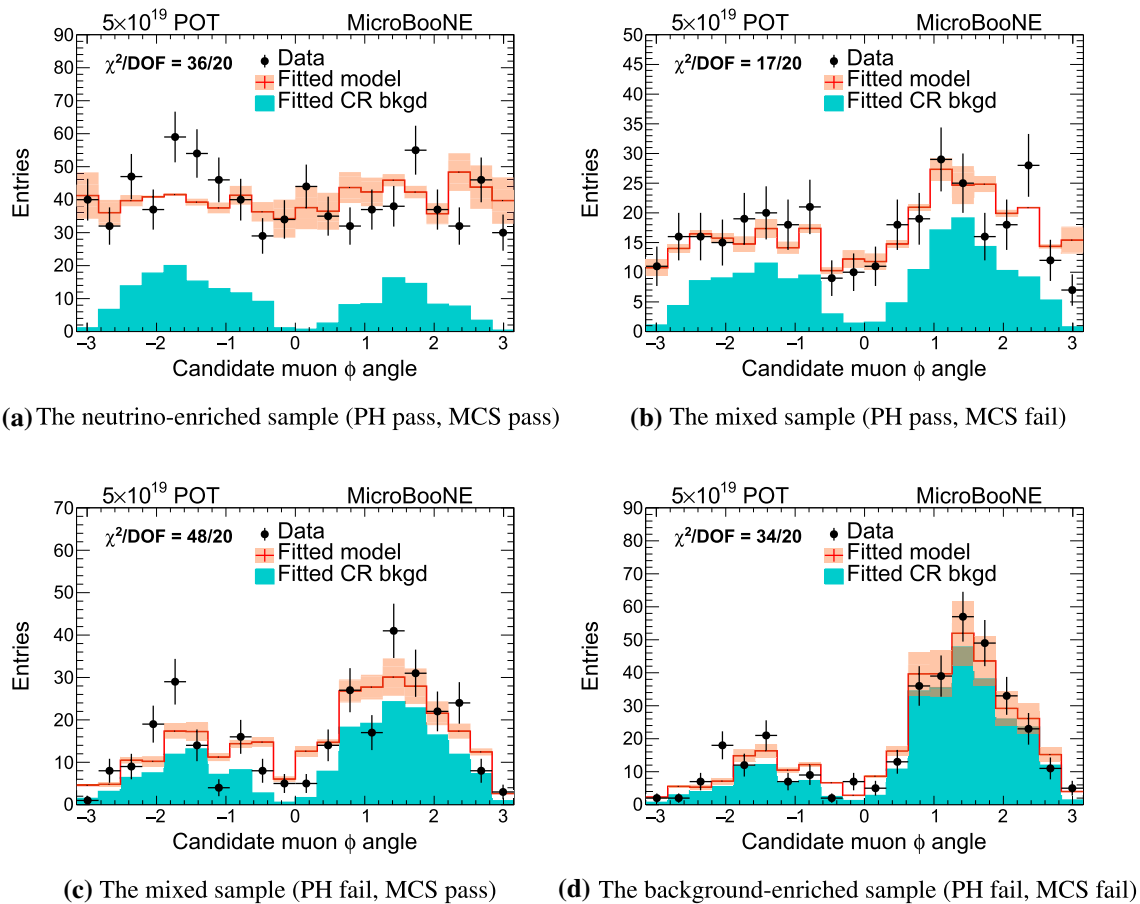 5×10¹⁹ POT MicroBooNE
χ²/DOF = 36/20
Data
Fitted model
Fitted CR bkgd
Entries
90
80
70
60
50
40
30
20
10
0
−3 −2 −1 0 1 2 3
Candidate muon ϕ angle
(a) The neutrino-enriched sample (PH pass, MCS pass)
5×10¹⁹ POT MicroBooNE
χ²/DOF = 17/20
Data
Fitted model
Fitted CR bkgd
Entries
50
45
40
35
30
25
20
15
10
5
0
−3 −2 −1 0 1 2 3
Candidate muon ϕ angle
(b) The mixed sample (PH pass, MCS fail)
5×10¹⁹ POT MicroBooNE
χ²/DOF = 48/20
Data
Fitted model
Fitted CR bkgd
Entries
70
60
50
40
30
20
10
0
−3 −2 −1 0 1 2 3
Candidate muon ϕ angle
(c) The mixed sample (PH fail, MCS pass)
5×10¹⁹ POT MicroBooNE
χ²/DOF = 34/20
Data
Fitted model
Fitted CR bkgd
Entries
90
80
70
60
50
40
30
20
10
0
−3 −2 −1 0 1 2 3
Candidate muon ϕ angle
(d) The background-enriched sample (PH fail, MCS fail)